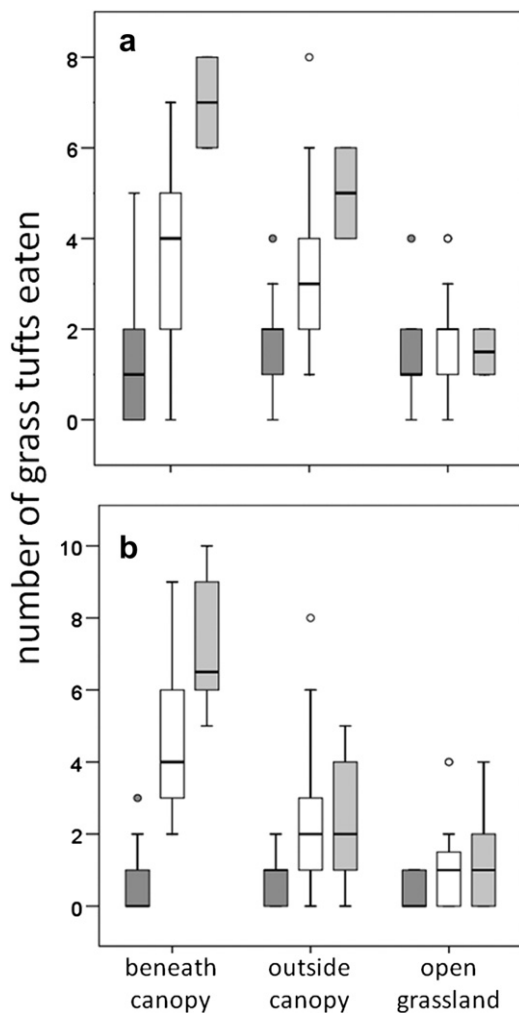 number of grass tufts eaten
a
8
6
4
2
0
b
10
8
6
4
2
0
beneath canopy
outside canopy
open grassland